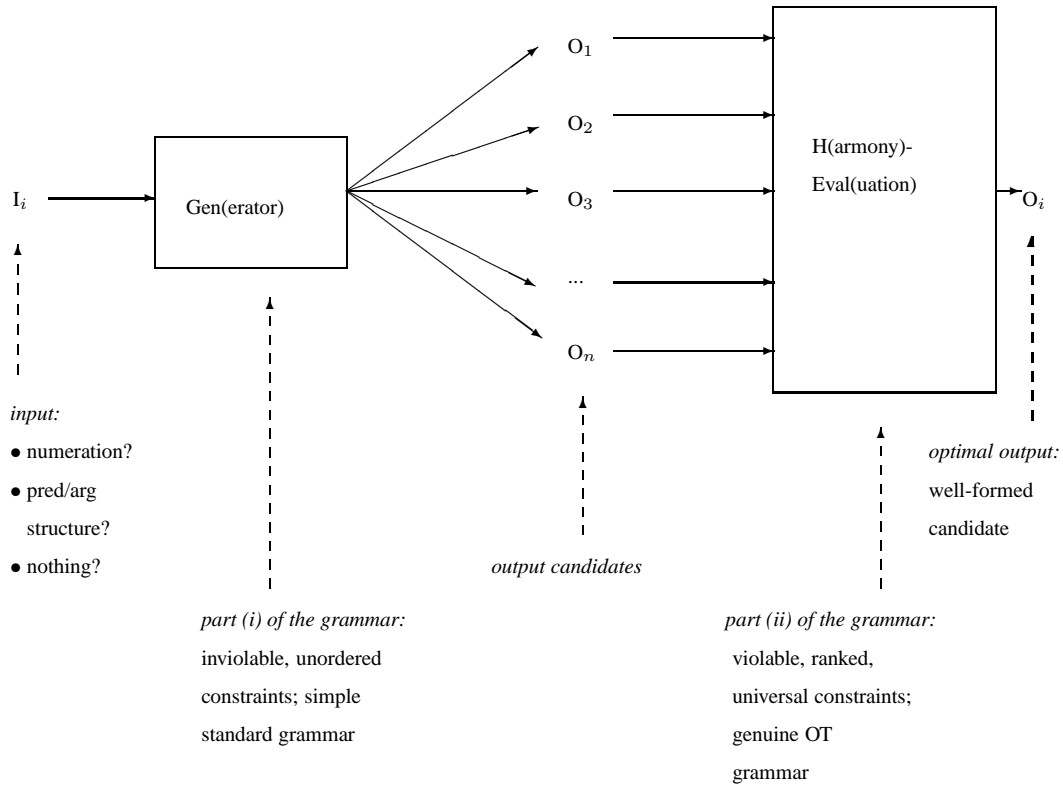 O1
O2
H(armony)-
Eval(uation)
Ii
Gen(erator)
O3
Oi
...
On
input:
• numeration?
• pred/arg
structure?
• nothing?
optimal output:
well-formed
candidate
output candidates
part (i) of the grammar:
inviolable, unordered
constraints; simple
standard grammar
part (ii) of the grammar:
violable, ranked,
universal constraints;
genuine OT
grammar